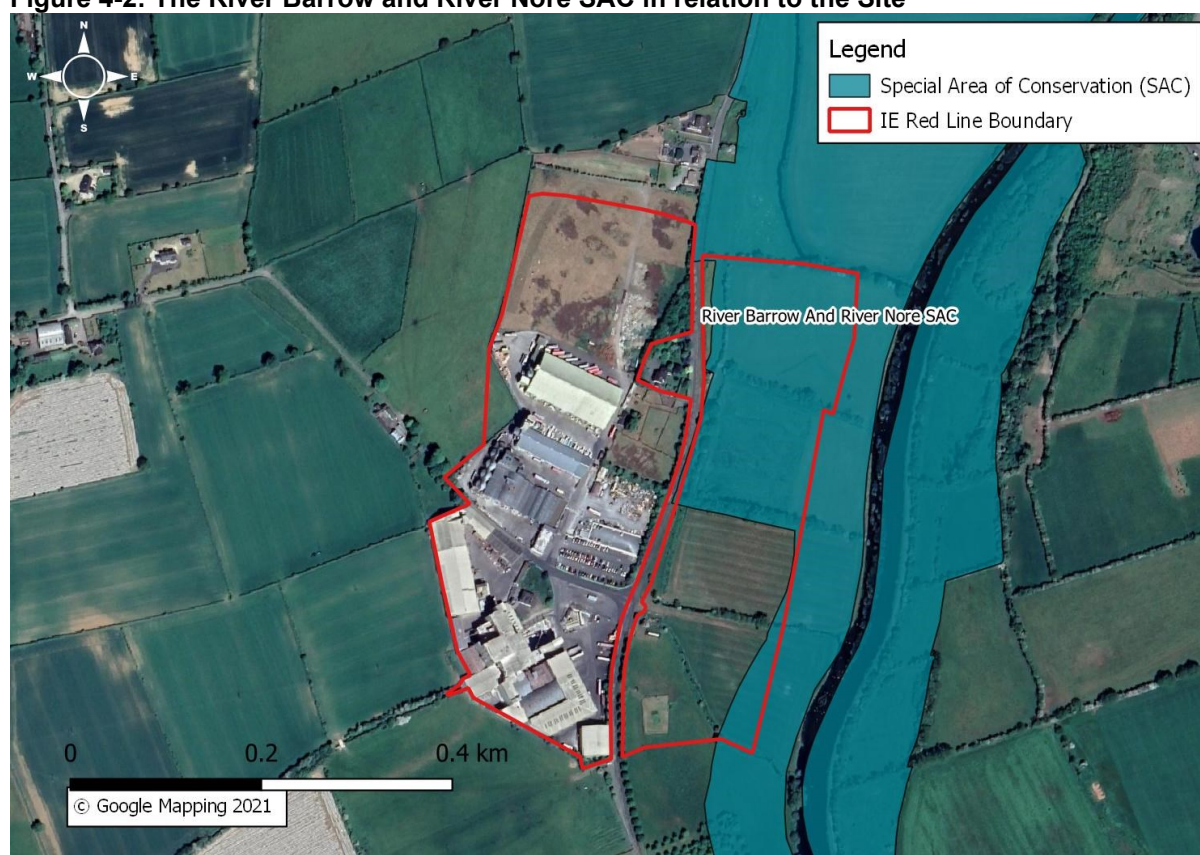 Figure 4-2: The River Barrow and River Nore SAC in relation to the Site
N
W E
S
Legend
Special Area of Conservation (SAC)
IE Red Line Boundary
River Barrow And River Nore SAC
0 0.2 0.4 km
© Google Mapping 2021